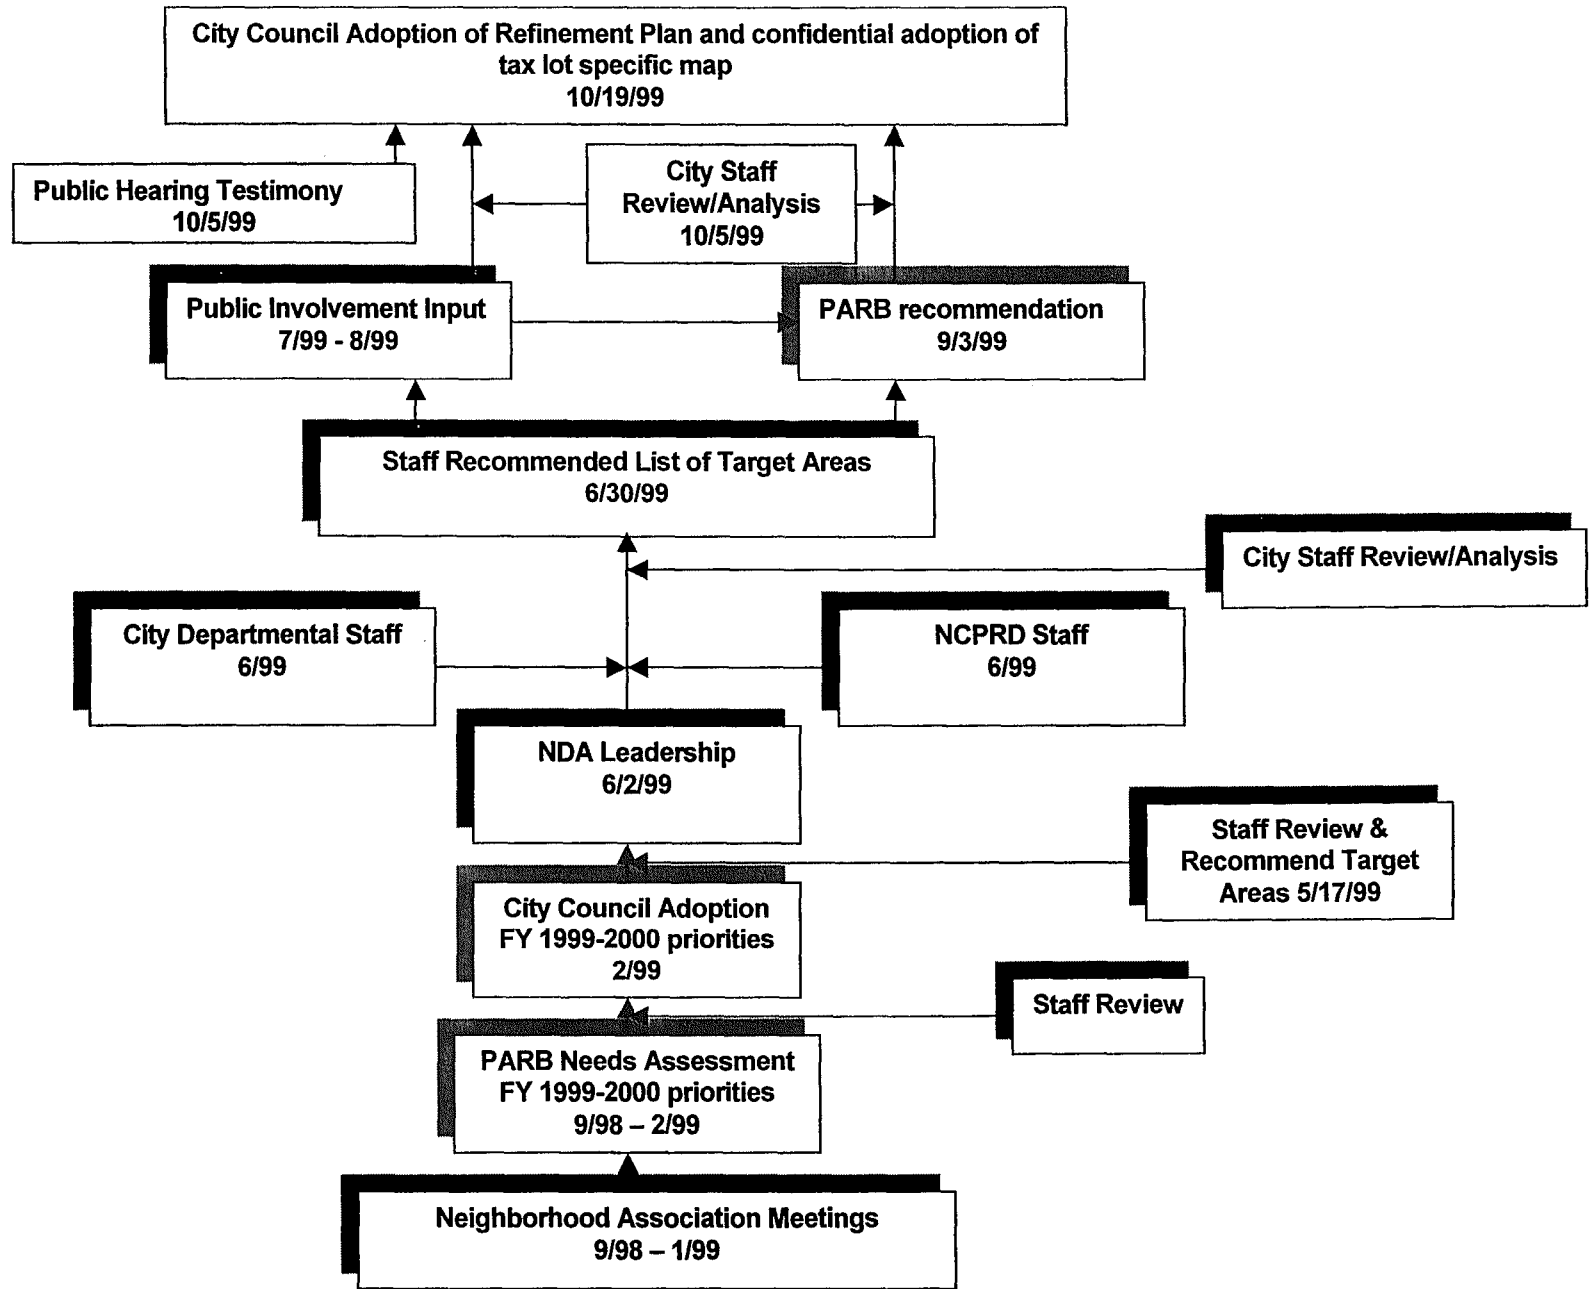 City Council Adoption of Refinement Plan and confidential adoption of
tax lot specific map
10/19/99
Public Hearing Testimony
10/5/99
City Staff
Review/Analysis
10/5/99
Public Involvement Input
7/99 - 8/99
PARB recommendation
9/3/99
Staff Recommended List of Target Areas
6/30/99
City Staff Review/Analysis
City Departmental Staff
6/99
NCPRD Staff
6/99
NDA Leadership
6/2/99
Staff Review &
Recommend Target
Areas 5/17/99
City Council Adoption
FY 1999-2000 priorities
2/99
Staff Review
PARB Needs Assessment
FY 1999-2000 priorities
9/98 – 2/99
Neighborhood Association Meetings
9/98 – 1/99